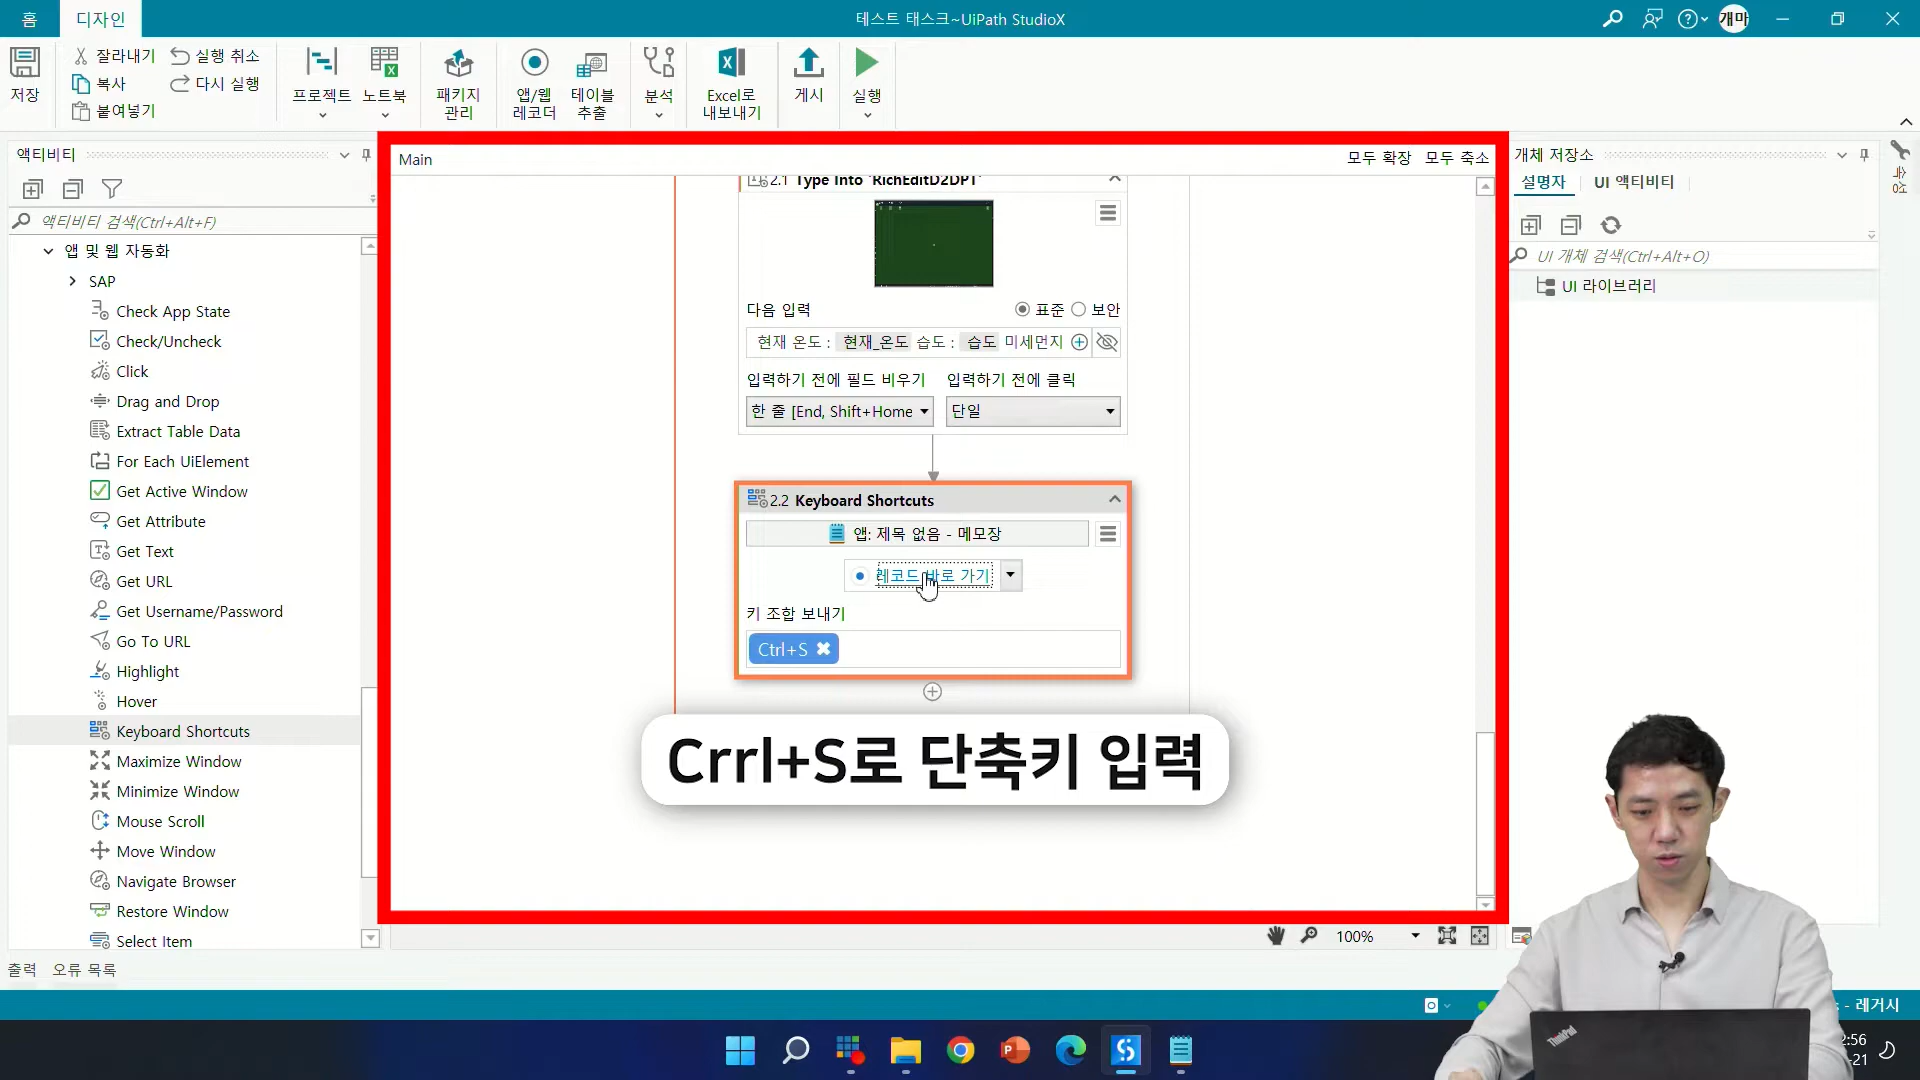 홈
디자인
테스트 태스크~UiPath StudioX
개마
저장
잘라내기
복사
붙여넣기
실행 취소
다시 실행
프로젝트
노트북
패키지
관리
앱/웹
레코더
테이블
추출
분석
Excel로
내보내기
게시
실행
액티비티
액티비티 검색(Ctrl+Alt+F)
앱 및 웹 자동화
SAP
Check App State
Check/Uncheck
Click
Drag and Drop
Extract Table Data
For Each UiElement
Get Active Window
Get Attribute
Get Text
Get URL
Get Username/Password
Go To URL
Highlight
Hover
Keyboard Shortcuts
Maximize Window
Minimize Window
Mouse Scroll
Move Window
Navigate Browser
Restore Window
Select Item
출력 오류 목록
Main
모두 확장 모두 축소
2.1 Type Into 'RichEditD2DPT'
다음 입력
표준 보안
현재 온도 : 현재_온도 습도 : 습도 미세먼지
입력하기 전에 필드 비우기
입력하기 전에 클릭
한 줄 [End, Shift+Home
단일
2.2 Keyboard Shortcuts
앱: 제목 없음 - 메모장
레코드 바로 가기
키 조합 보내기
Ctrl+S
Crrl+S로 단축키 입력
100%
개체 저장소
설명자
UI 액티비티
UI 개체 검색(Ctrl+Alt+O)
UI 라이브러리
속성
- 레거시
ThinkPad
2:56
-21